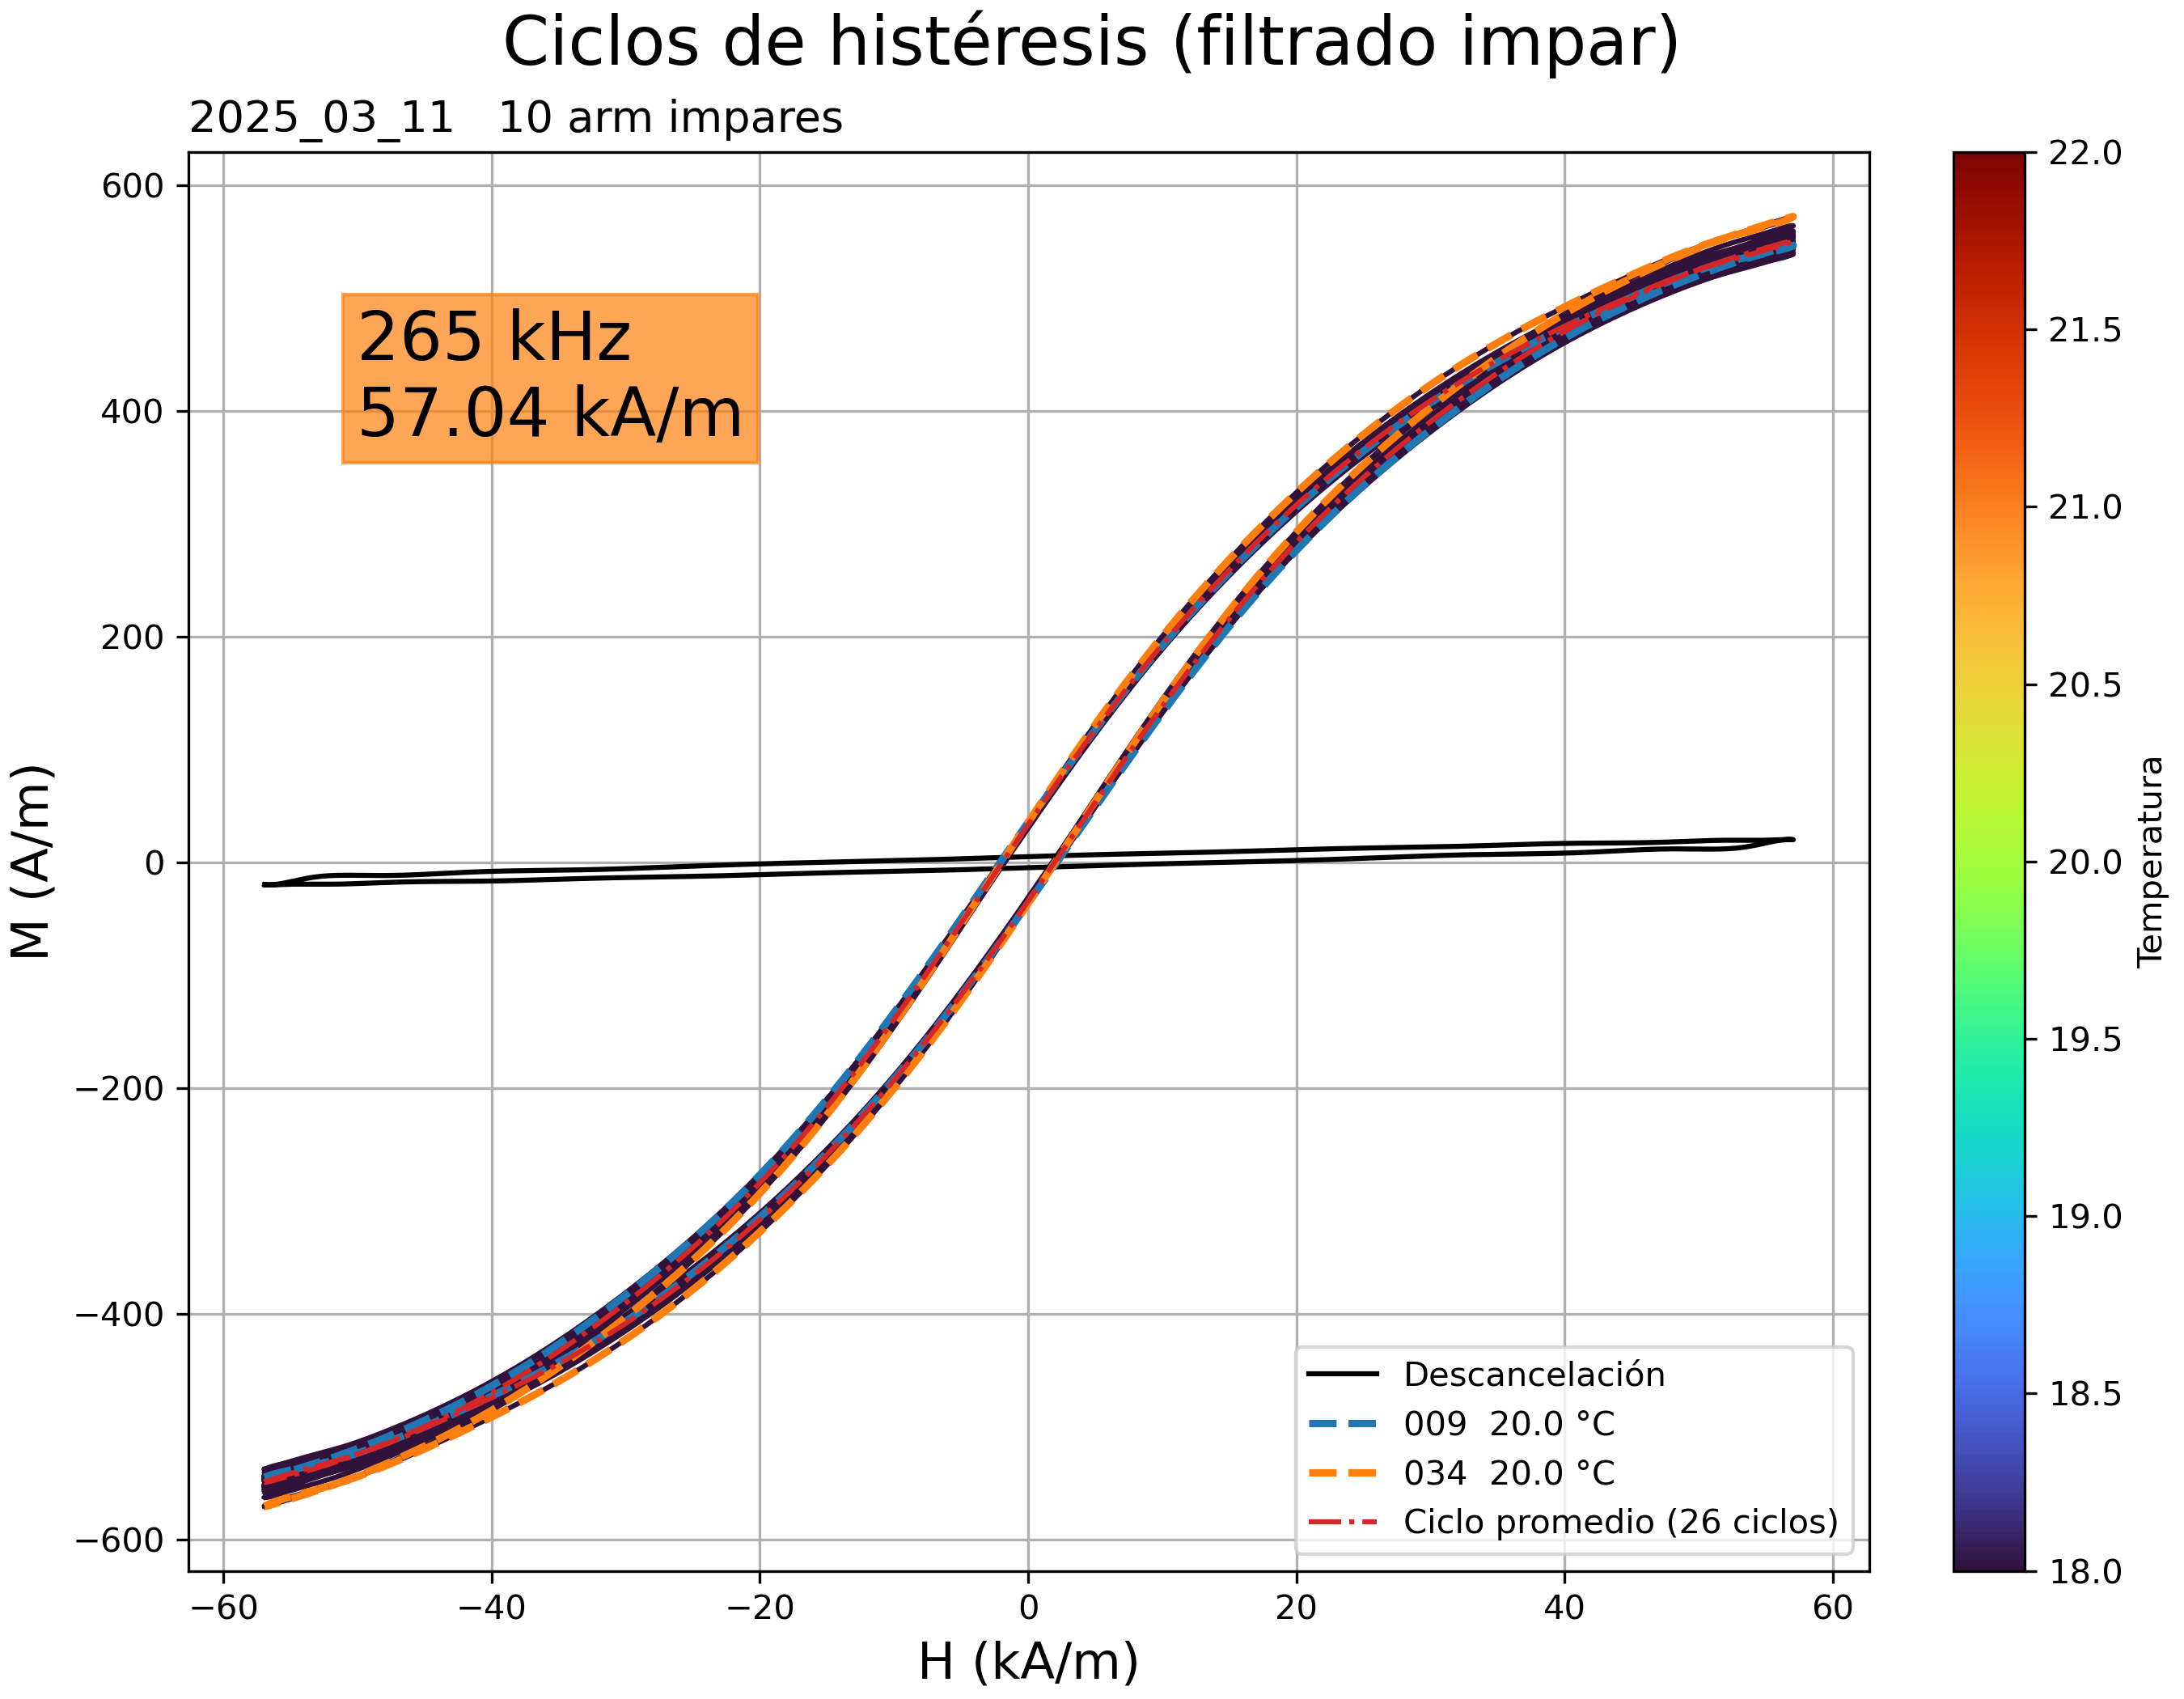 Ciclos de histéresis (filtrado impar)
2025_03_11   10 arm impares
600
400
200
0
−200
−400
−600
M (A/m)
265 kHz
57.04 kA/m
Descancelación
009  20.0 °C
034  20.0 °C
Ciclo promedio (26 ciclos)
−60
−40
−20
0
20
40
60
H (kA/m)
22.0
21.5
21.0
20.5
20.0
19.5
19.0
18.5
18.0
Temperatura